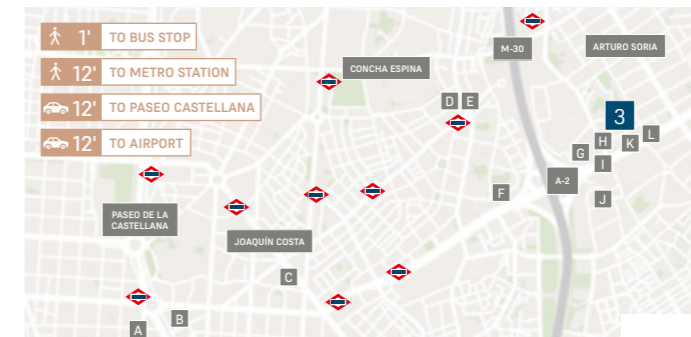 1' TO BUS STOP
12' TO METRO STATION
12' TO PASEO CASTELLANA
12' TO AIRPORT
M-30
ARTURO SORIA
CONCHA ESPINA
D E
3
L
H
K
G
I
F
A-2
J
PASEO DE LA
CASTELLANA
JOAQUÍN COSTA
C
B
A